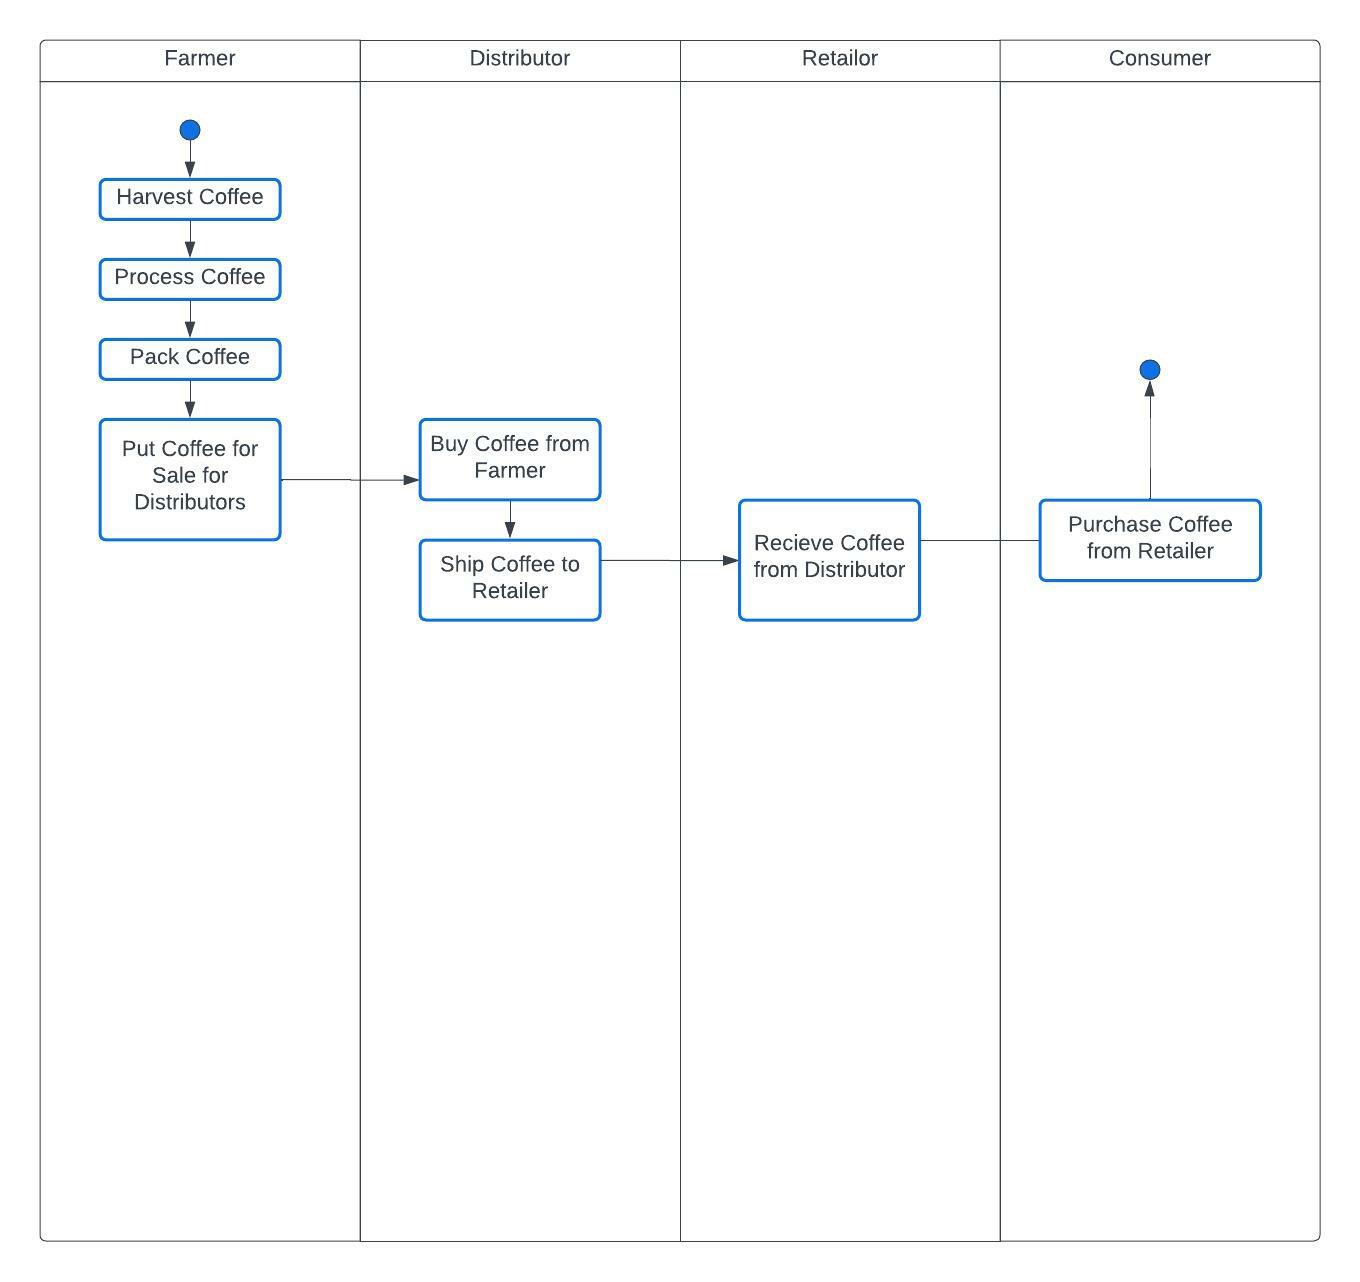 Farmer
Distributor
Retailor
Consumer
Harvest Coffee
Process Coffee
Pack Coffee
Put Coffee for
Sale for
Distributors
Buy Coffee from
Farmer
Ship Coffee to
Retailer
Recieve Coffee
from Distributor
Purchase Coffee
from Retailer